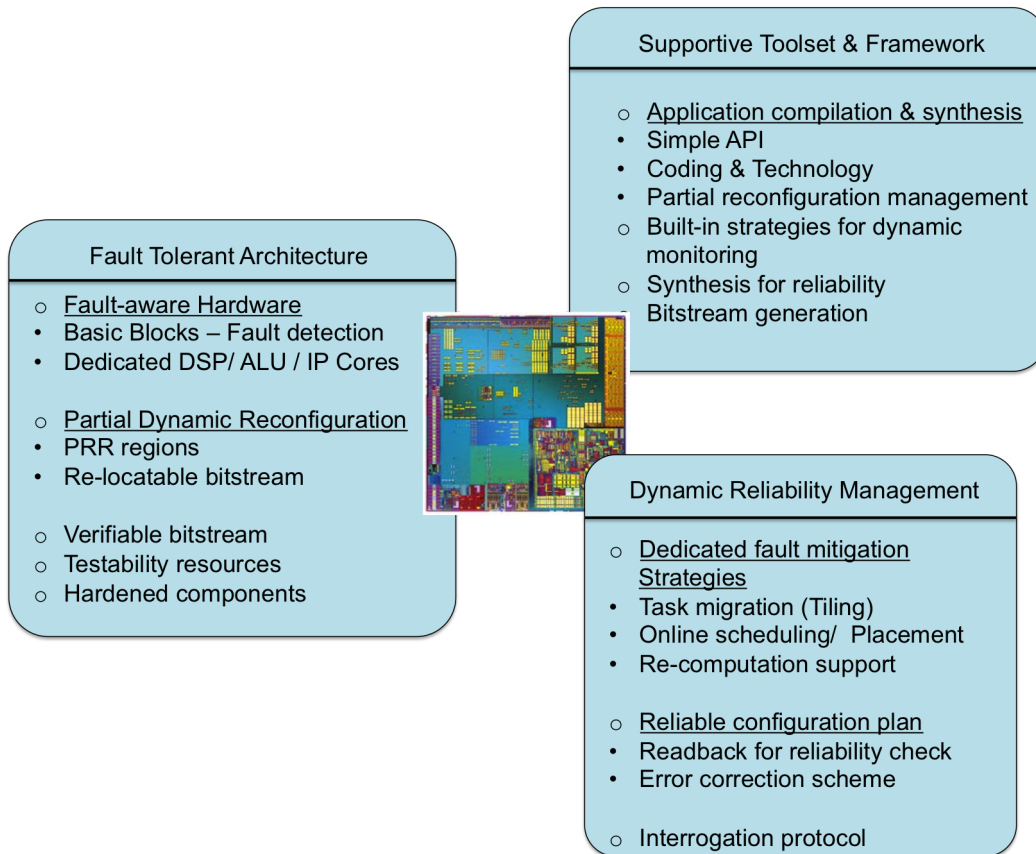 Supportive Toolset & Framework
o Application compilation & synthesis
• Simple API
• Coding & Technology
• Partial reconfiguration management
o Built-in strategies for dynamic
monitoring
o Synthesis for reliability
o Bitstream generation
Fault Tolerant Architecture
o Fault-aware Hardware
• Basic Blocks – Fault detection
• Dedicated DSP/ ALU / IP Cores
o Partial Dynamic Reconfiguration
• PRR regions
• Re-locatable bitstream
o Verifiable bitstream
o Testability resources
o Hardened components
Dynamic Reliability Management
o Dedicated fault mitigation
Strategies
• Task migration (Tiling)
• Online scheduling/ Placement
• Re-computation support
o Reliable configuration plan
• Readback for reliability check
• Error correction scheme
o Interrogation protocol